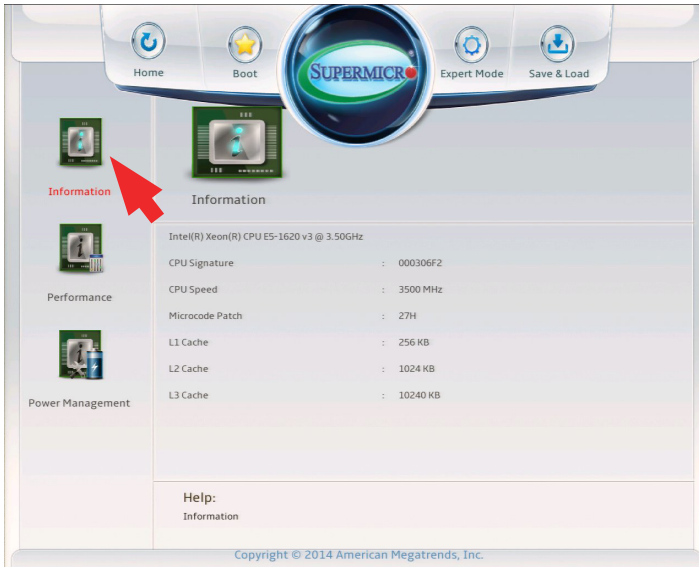 Home
Boot
SUPERMICRO
Expert Mode
Save & Load
Information
Information
Performance
Power Management
Intel(R) Xeon(R) CPU E5-1620 v3 @ 3.50GHz
CPU Signature : 000306F2
CPU Speed : 3500 MHz
Microcode Patch : 27H
L1 Cache : 256 KB
L2 Cache : 1024 KB
L3 Cache : 10240 KB
Help:
Information
Copyright © 2014 American Megatrends, Inc.